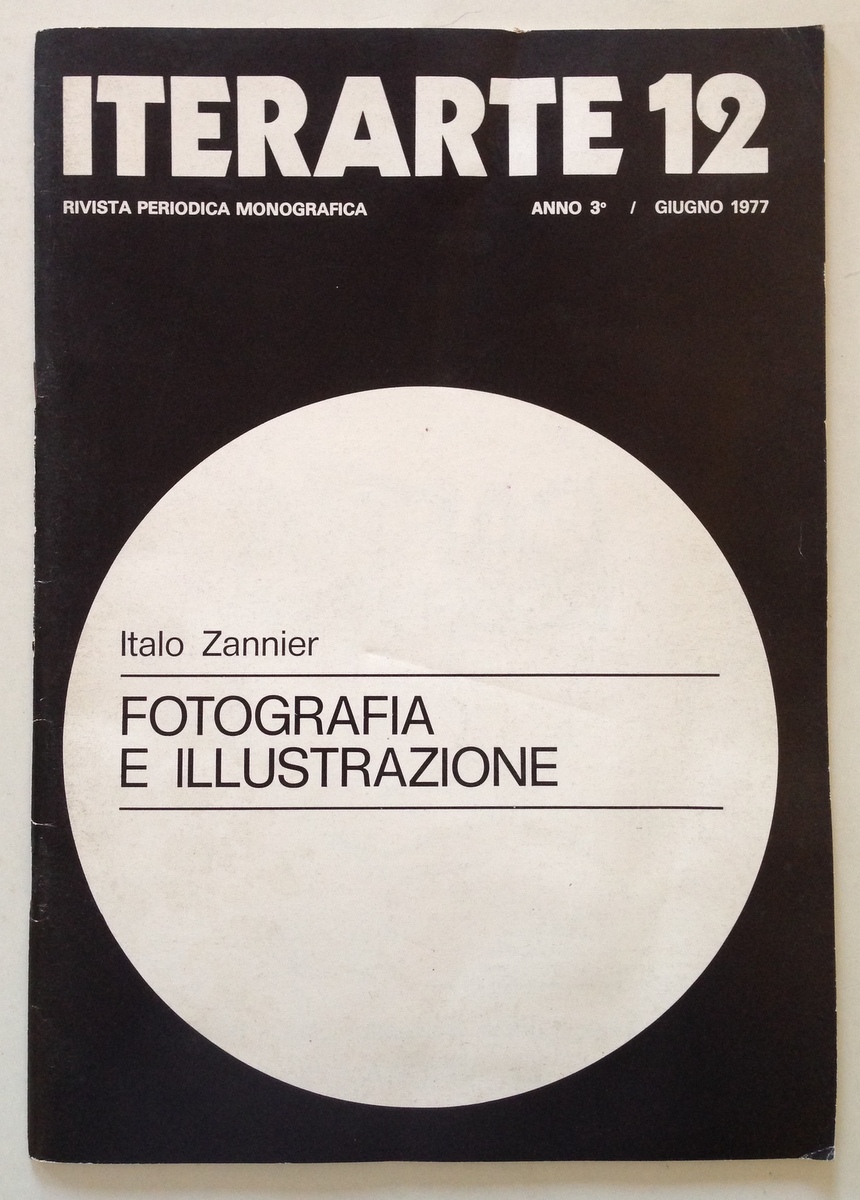 ITERARTE 12
RIVISTA PERIODICA MONOGRAFICA ANNO 3° / GIUGNO 1977
Italo Zannier
FOTOGRAFIA
E ILLUSTRAZIONE